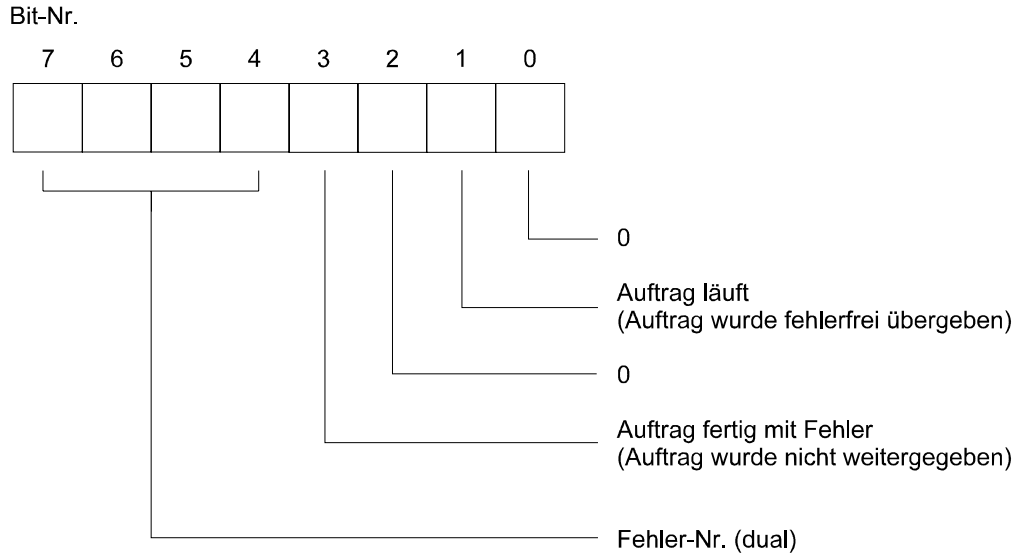 Bit-Nr.
7 6 5 4 3 2 1 0
0
Auftrag läuft
(Auftrag wurde fehlerfrei übergeben)
0
Auftrag fertig mit Fehler
(Auftrag wurde nicht weitergegeben)
Fehler-Nr. (dual)